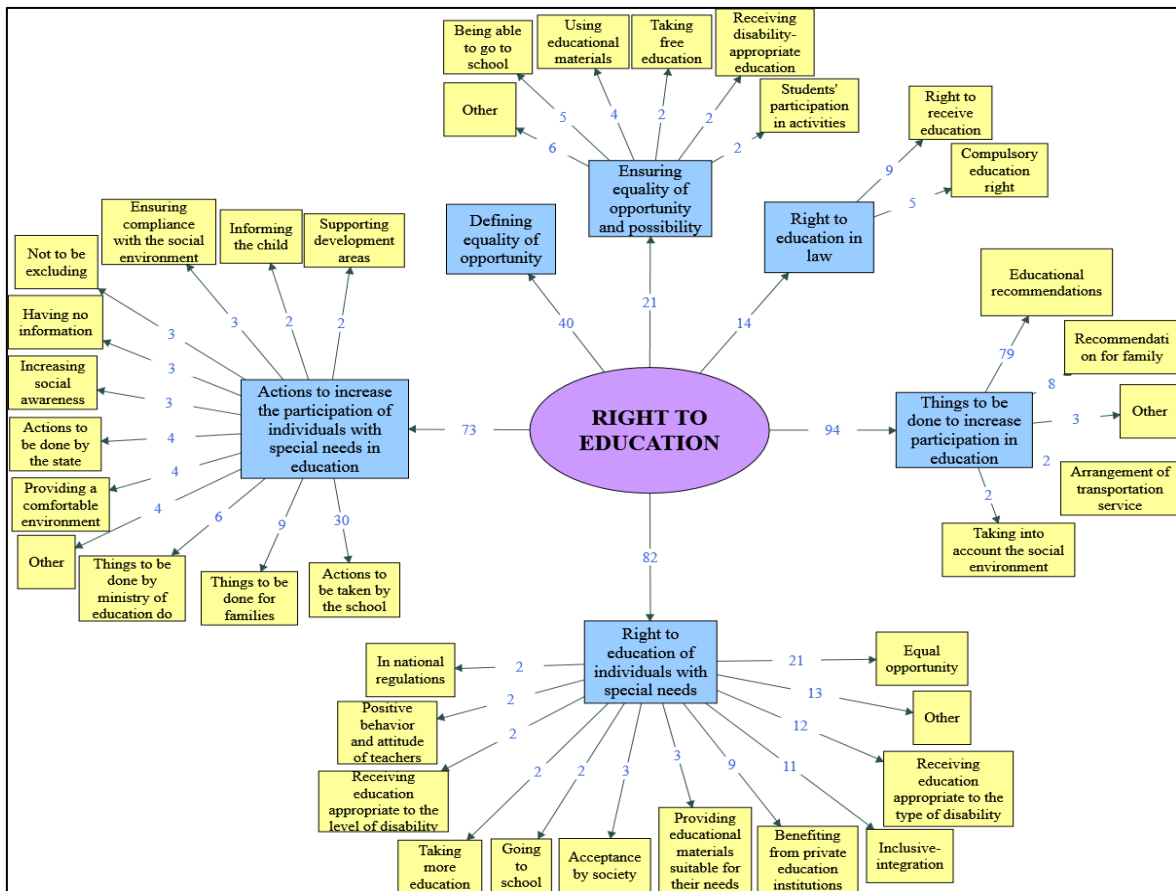 Being able
to go to
school
Using
educational
materials
Taking
free
education
Receiving
disability-
appropriate
education
Other
Students'
participation
in activities
5
4
2
2
6
2
Ensuring
equality of
opportunity
and possibility
Defining
equality of
opportunity
Right to
receive
education
Compulsory
education
right
9
5
Right to
education in
law
40
21
14
RIGHT TO
EDUCATION
73
94
82
Ensuring
compliance
with the social
environment
Informing
the child
Supporting
development
areas
Not to be
excluding
Having no
information
Increasing
social
awareness
Actions to
be done by
the state
Providing a
comfortable
environment
Other
Things to be
done by
ministry of
education do
Things to be
done for
families
Actions to
be taken by
the school
3
2
2
3
3
3
4
4
4
6
9
30
Actions to increase
the participation of
individuals with
special needs in
education
Educational
recommendations
Recommendati
on for family
Other
Arrangement of
transportation
service
Taking into
account the social
environment
79
8
3
2
2
Things to be
done to increase
participation in
education
Right to
education of
individuals with
special needs
In national
regulations
Positive
behavior
and attitude
of teachers
Receiving
education
appropriate to the
level of disability
Taking
more
education
Going
to
school
Acceptance
by society
Providing
educational
materials
suitable for
their needs
Benefiting
from private
education
institutions
Inclusive-
integration
Receiving
education
appropriate to the
type of disability
Other
Equal
opportunity
2
2
2
2
2
3
3
9
11
12
13
21